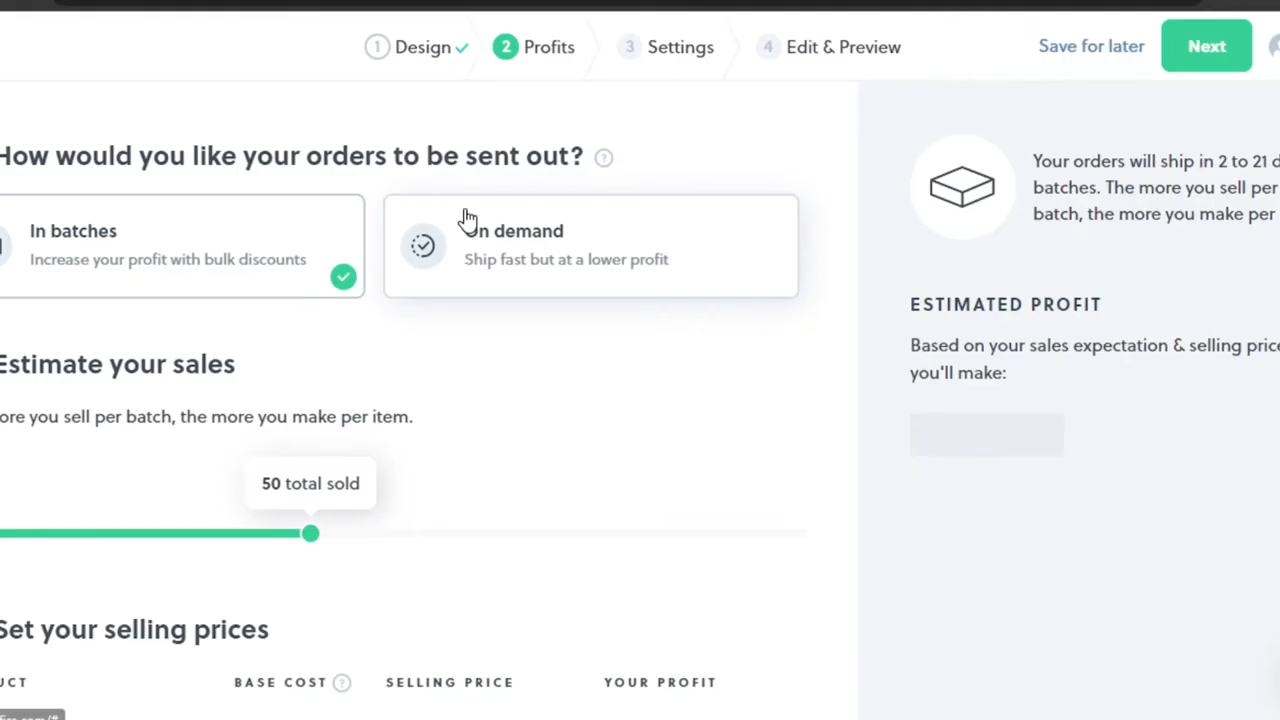 1 Design
2 Profits
3 Settings
4 Edit & Preview
Save for later
Next
How would you like your orders to be sent out? ?
In batches
Increase your profit with bulk discounts
On demand
Ship fast but at a lower profit
Your orders will ship in 2 to 21 d
batches. The more you sell per
batch, the more you make per
ESTIMATED PROFIT
Based on your sales expectation & selling price
you'll make:
Estimate your sales
ore you sell per batch, the more you make per item.
50 total sold
Set your selling prices
UCT BASE COST ? SELLING PRICE YOUR PROFIT